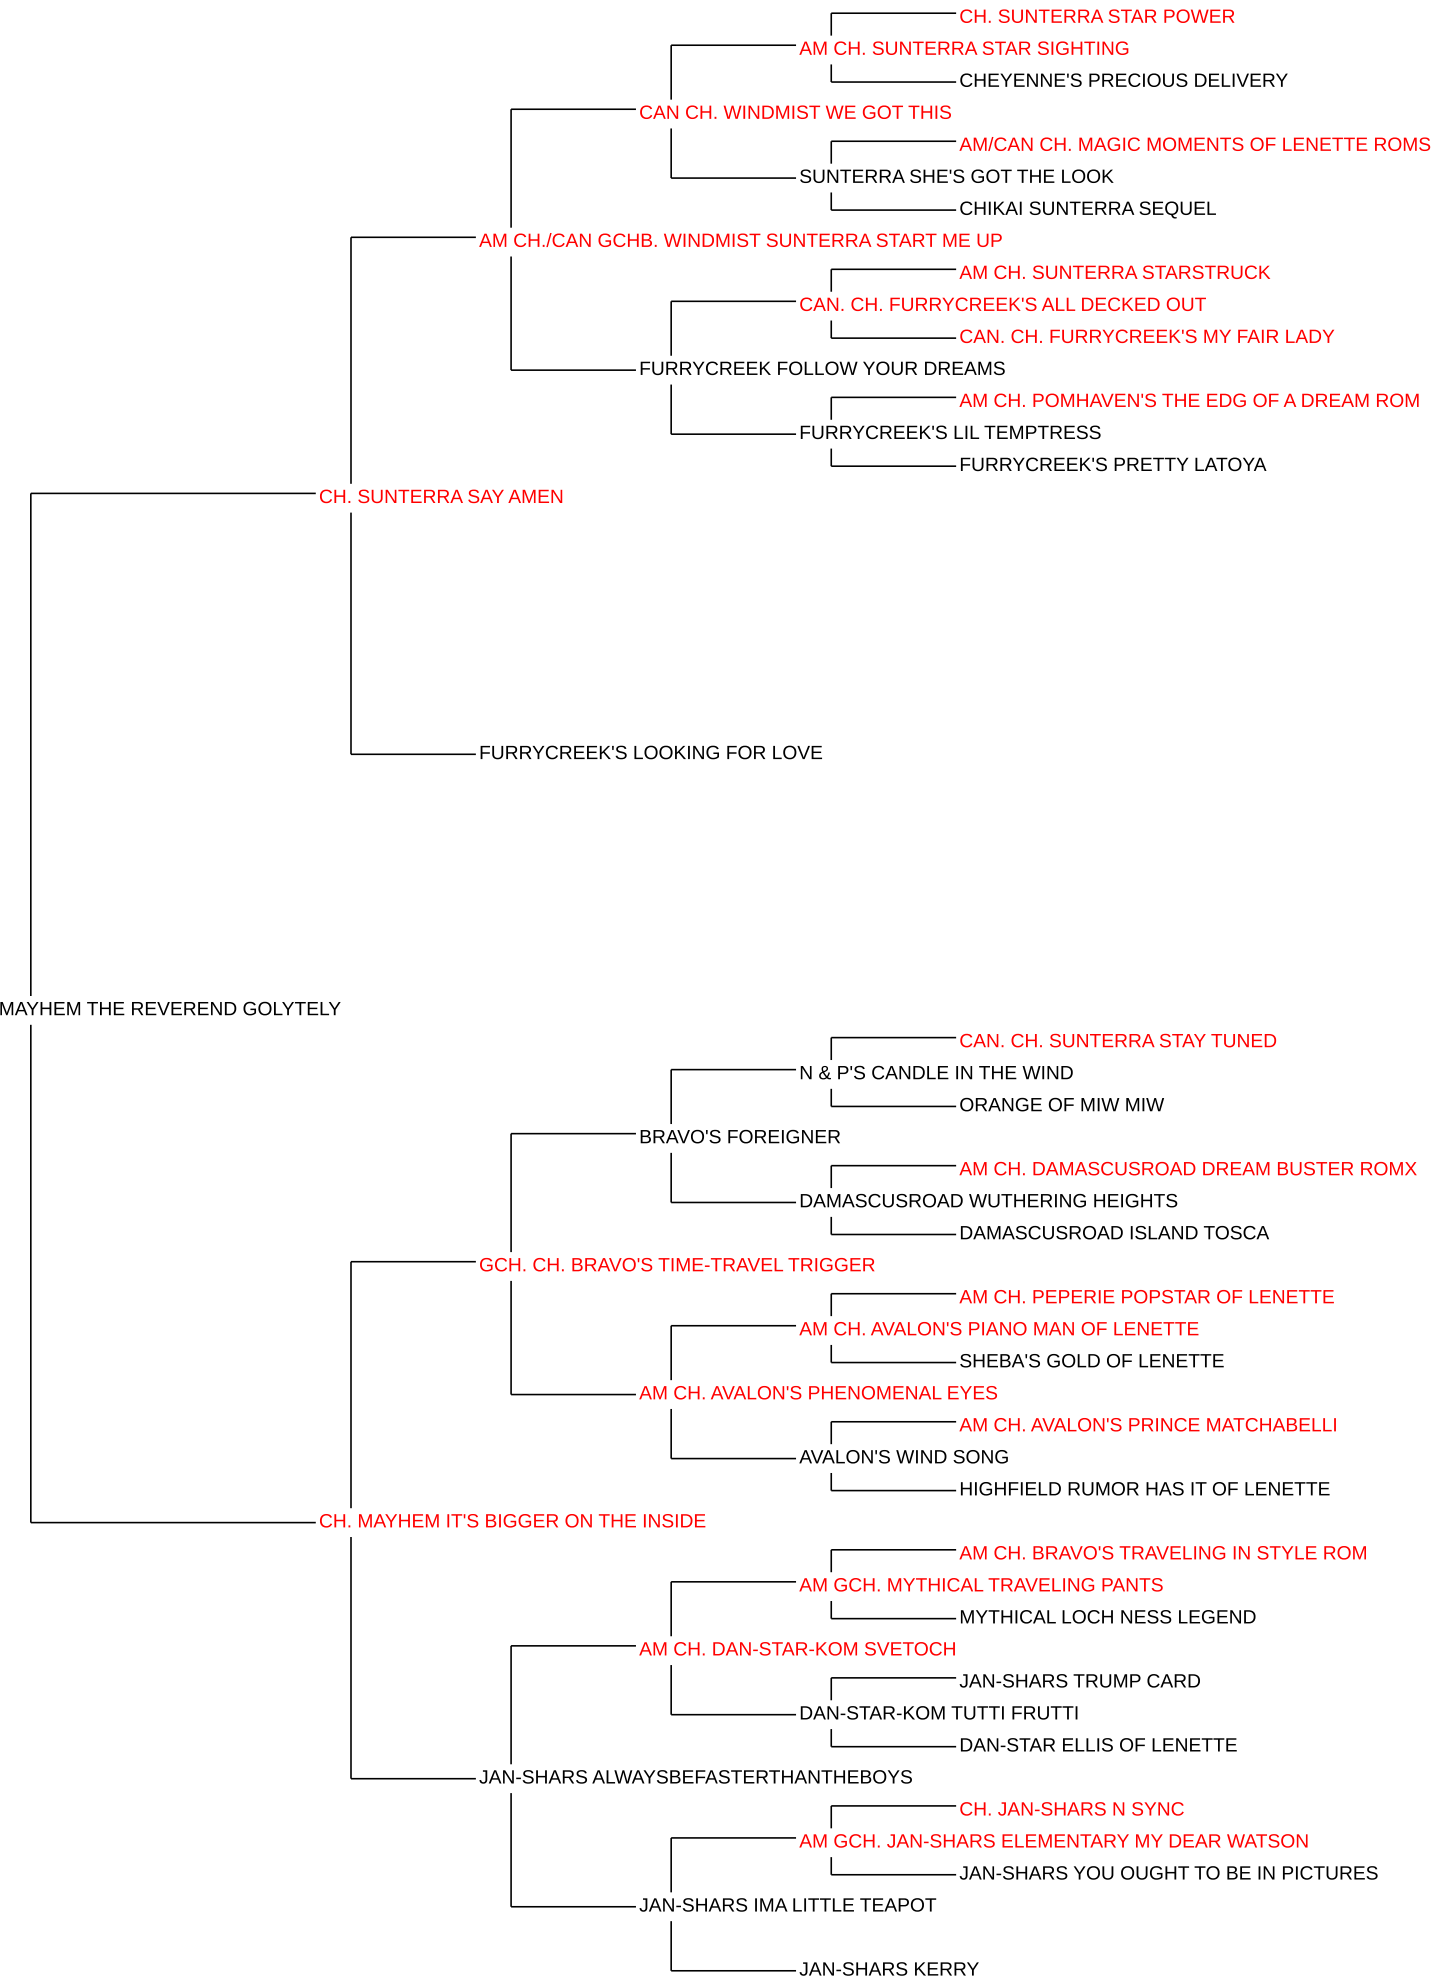 CH. SUNTERRA STAR POWER
AM CH. SUNTERRA STAR SIGHTING
CHEYENNE'S PRECIOUS DELIVERY
CAN CH. WINDMIST WE GOT THIS
AM/CAN CH. MAGIC MOMENTS OF LENETTE ROMS
SUNTERRA SHE'S GOT THE LOOK
CHIKAI SUNTERRA SEQUEL
AM CH./CAN GCHB. WINDMIST SUNTERRA START ME UP
AM CH. SUNTERRA STARSTRUCK
CAN. CH. FURRYCREEK'S ALL DECKED OUT
CAN. CH. FURRYCREEK'S MY FAIR LADY
FURRYCREEK FOLLOW YOUR DREAMS
AM CH. POMHAVEN'S THE EDG OF A DREAM ROM
FURRYCREEK'S LIL TEMPTRESS
FURRYCREEK'S PRETTY LATOYA
CH. SUNTERRA SAY AMEN
FURRYCREEK'S LOOKING FOR LOVE
MAYHEM THE REVEREND GOLYTELY
CAN. CH. SUNTERRA STAY TUNED
N & P'S CANDLE IN THE WIND
ORANGE OF MIW MIW
BRAVO'S FOREIGNER
AM CH. DAMASCUSROAD DREAM BUSTER ROMX
DAMASCUSROAD WUTHERING HEIGHTS
DAMASCUSROAD ISLAND TOSCA
GCH. CH. BRAVO'S TIME-TRAVEL TRIGGER
AM CH. PEPERIE POPSTAR OF LENETTE
AM CH. AVALON'S PIANO MAN OF LENETTE
SHEBA'S GOLD OF LENETTE
AM CH. AVALON'S PHENOMENAL EYES
AM CH. AVALON'S PRINCE MATCHABELLI
AVALON'S WIND SONG
HIGHFIELD RUMOR HAS IT OF LENETTE
CH. MAYHEM IT'S BIGGER ON THE INSIDE
AM CH. BRAVO'S TRAVELING IN STYLE ROM
AM GCH. MYTHICAL TRAVELING PANTS
MYTHICAL LOCH NESS LEGEND
AM CH. DAN-STAR-KOM SVETOCH
JAN-SHARS TRUMP CARD
DAN-STAR-KOM TUTTI FRUTTI
DAN-STAR ELLIS OF LENETTE
JAN-SHARS ALWAYSBEFASTERTHANTHEBOYS
CH. JAN-SHARS N SYNC
AM GCH. JAN-SHARS ELEMENTARY MY DEAR WATSON
JAN-SHARS YOU OUGHT TO BE IN PICTURES
JAN-SHARS IMA LITTLE TEAPOT
JAN-SHARS KERRY